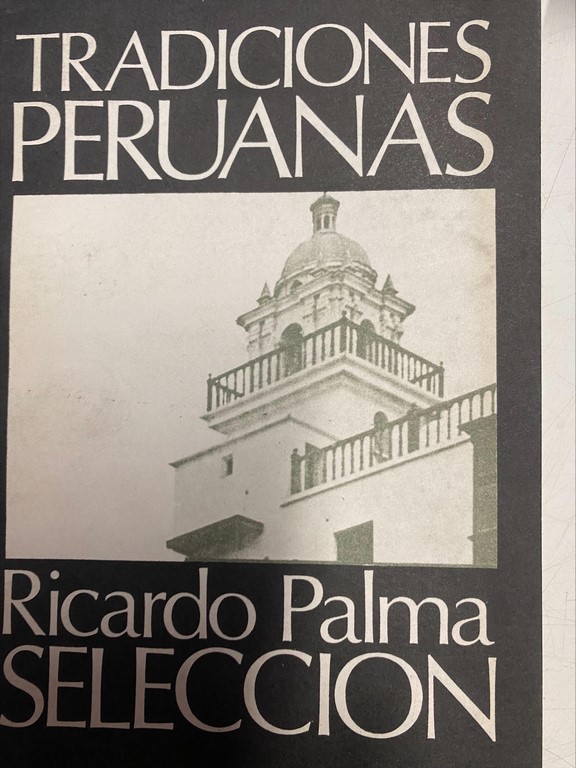 TRADICIONES
PERUANAS
Ricardo Palma
SELECCION